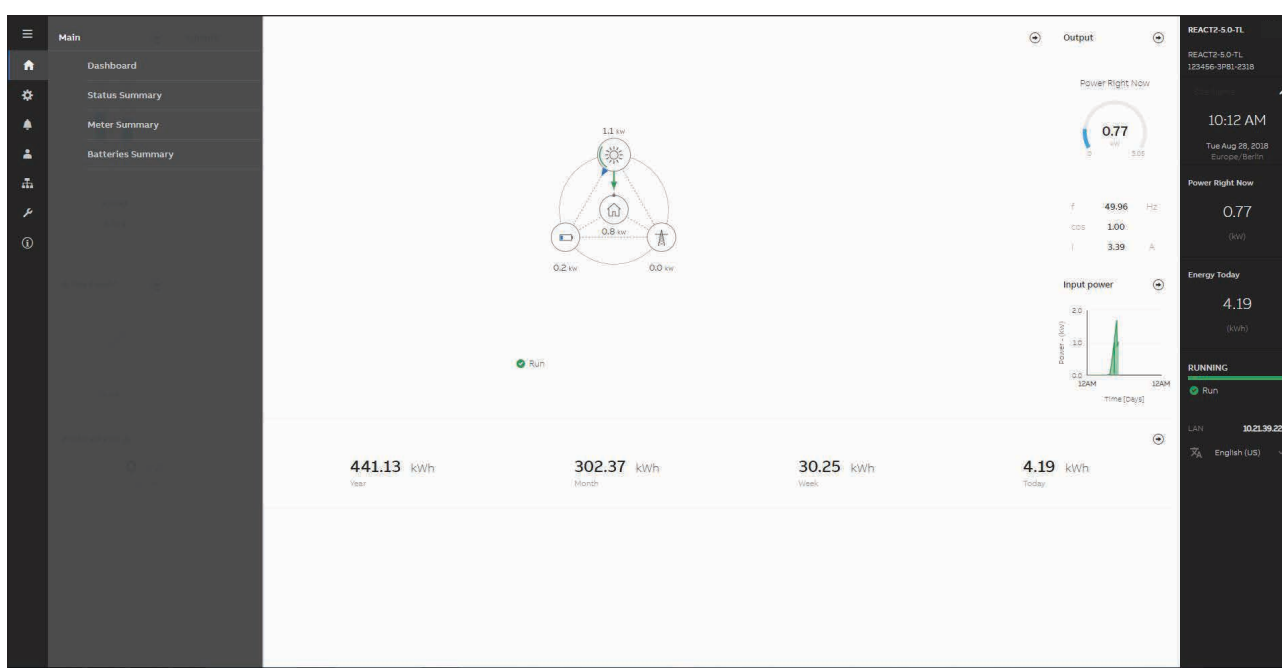 Main
Dashboard
Status Summary
Meter Summary
Batteries Summary
1.1 kW
0.8 kW
0.2 kW
0.0 kW
Run
Output
Power Right Now
0.77
kW
0
5.05
f 49.96 Hz
cos 1.00
I 3.39 A
Input power
Power - (kW)
2.0
1.0
0.0
12AM 12AM
Time [Days]
441.13 kWh
Year
302.37 kWh
Month
30.25 kWh
Week
4.19 kWh
Today
REACT2-5.0-TL
REACT2-5.0-TL
123456-3P81-2318
10:12 AM
Tue Aug 28, 2018
Europe/Berlin
Power Right Now
0.77
(kW)
Energy Today
4.19
(kWh)
RUNNING
Run
LAN 10.21.39.22
English (US)